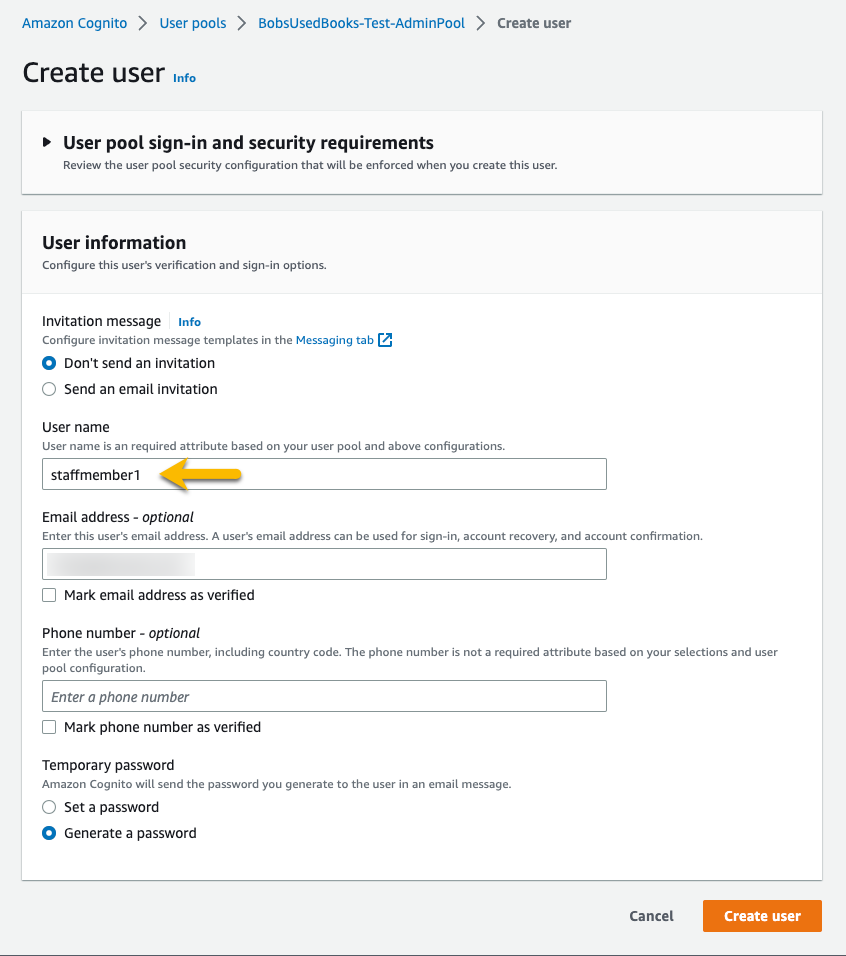 Amazon Cognito > User pools > BobsUsedBooks-Test-AdminPool > Create user
Create user Info
User pool sign-in and security requirements
Review the user pool security configuration that will be enforced when you create this user.
User information
Configure this user's verification and sign-in options.
Invitation message Info
Configure invitation message templates in the Messaging tab
Don't send an invitation
Send an email invitation
User name
User name is an required attribute based on your user pool and above configurations.
staffmember1
Email address - optional
Enter this user's email address. A user's email address can be used for sign-in, account recovery, and account confirmation.
Mark email address as verified
Phone number - optional
Enter the user's phone number, including country code. The phone number is not a required attribute based on your selections and user
pool configuration.
Enter a phone number
Mark phone number as verified
Temporary password
Amazon Cognito will send the password you generate to the user in an email message.
Set a password
Generate a password
Cancel Create user